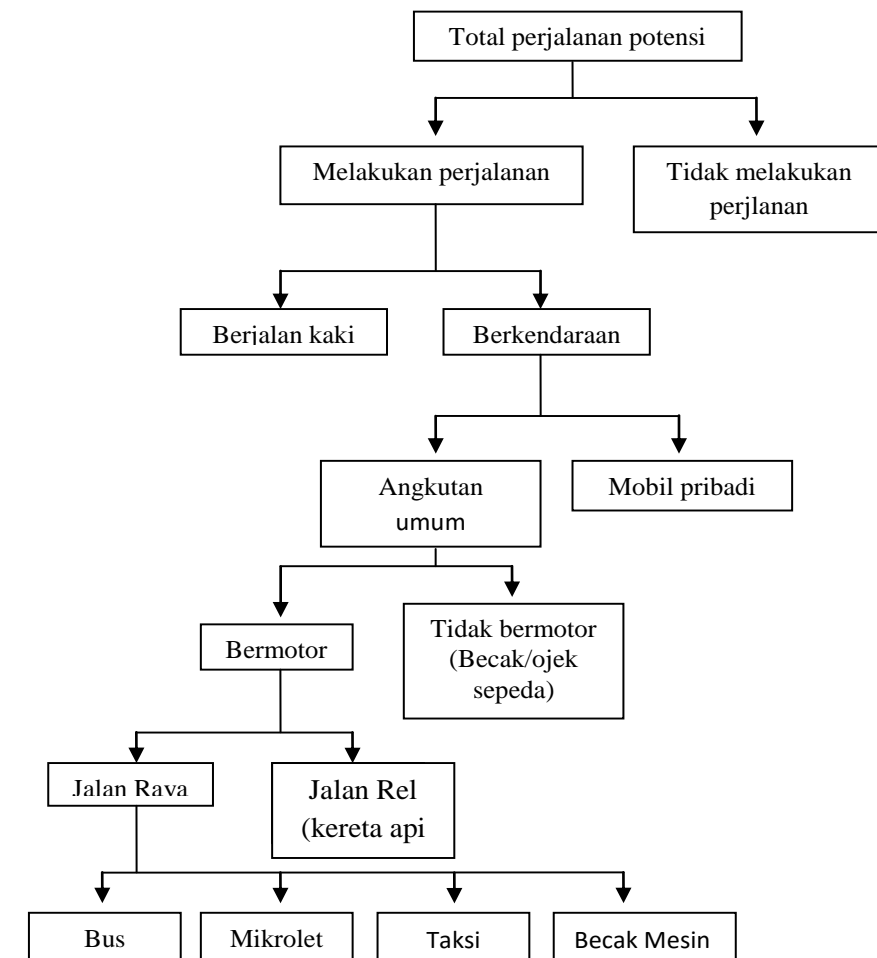 Total perjalanan potensi
Melakukan perjalanan
Tidak melakukan
perjlanan
Berjalan kaki
Berkendaraan
Angkutan
umum
Mobil pribadi
Bermotor
Tidak bermotor
(Becak/ojek
sepeda)
Jalan Raya
Jalan Rel
(kereta api
Bus
Mikrolet
Taksi
Becak Mesin